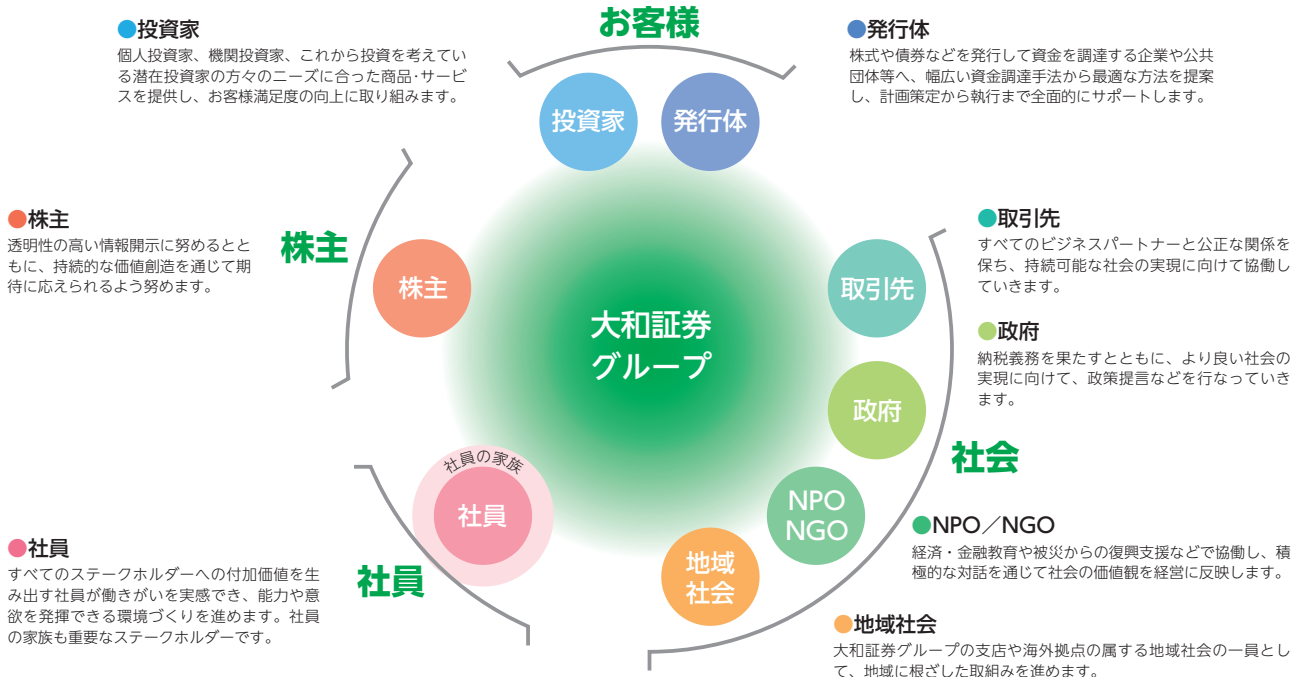 お客様
●投資家
個人投資家、機関投資家、これから投資を考えてい
る潜在投資家の方々のニーズに合った商品・サービ
スを提供し、お客様満足度の向上に取り組みます。
●発行体
株式や債券などを発行して資金を調達する企業や公共
団体等へ、幅広い資金調達手法から最適な方法を提案
し、計画策定から執行まで全面的にサポートします。
投資家
発行体
●株主
透明性の高い情報開示に努めるとと
もに、持続的な価値創造を通じて期
待に応えられるよう努めます。
株主
株主
大和証券
グループ
取引先
●取引先
すべてのビジネスパートナーと公正な関係を
保ち、持続可能な社会の実現に向けて協働し
ていきます。
政府
●政府
納税義務を果たすとともに、より良い社会の
実現に向けて、政策提言などを行なっていき
ます。
社会
社員の家族
社員
社員
●社員
すべてのステークホルダーへの付加価値を生
み出す社員が働きがいを実感でき、能力や意
欲を発揮できる環境づくりを進めます。社員
の家族も重要なステークホルダーです。
NPO
NGO
●NPO／NGO
経済・金融教育や被災からの復興支援などで協働し、積
極的な対話を通じて社会の価値観を経営に反映します。
地域
社会
●地域社会
大和証券グループの支店や海外拠点の属する地域社会の一員とし
て、地域に根ざした取組みを進めます。